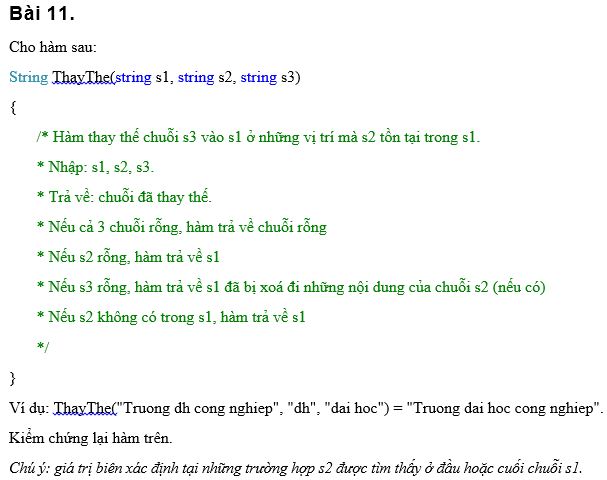 Bài 11.
Cho hàm sau:
String ThayThe(string s1, string s2, string s3)
{
/* Hàm thay thế chuỗi s3 vào s1 ở những vị trí mà s2 tồn tại trong s1.
* Nhập: s1, s2, s3.
* Trả về: chuỗi đã thay thế.
* Nếu cả 3 chuỗi rỗng, hàm trả về chuỗi rỗng
* Nếu s2 rỗng, hàm trả về s1
* Nếu s3 rỗng, hàm trả về s1 đã bị xoá đi những nội dung của chuỗi s2 (nếu có)
* Nếu s2 không có trong s1, hàm trả về s1
*/
}
Ví dụ: ThayThe("Truong dh cong nghiep", "dh", "dai hoc") = "Truong dai hoc cong nghiep".
Kiểm chứng lại hàm trên.
Chú ý: giá trị biên xác định tại những trường hợp s2 được tìm thấy ở đầu hoặc cuối chuỗi s1.